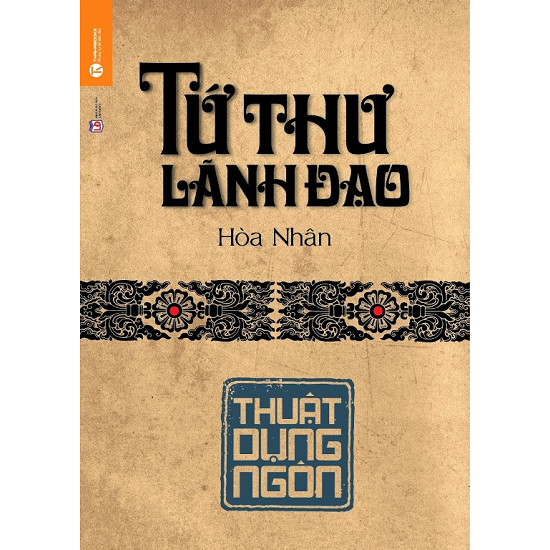 TỨ THƯ
LÃNH ĐẠO
Hòa Nhân
THUẬT
DỤNG
NGÔN